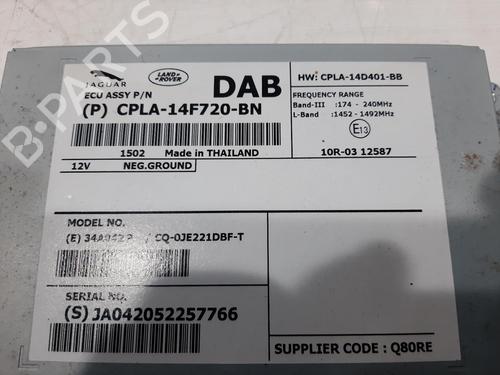 B-Parts
JAGUAR
LAND ROVER
DAB
ECU ASSY P/N
(P) CPLA-14F720-BN
1502 Made in THAILAND
12V NEG.GROUND
HW: CPLA-14D401-BB
FREQUENCY RANGE
Band-III :174 - 240MHz
L-Band :1452 - 1492MHz
E13
10R-03 12587
MODEL NO.
(E) / CQ-0JE221DBF-T
SERIAL NO.
(S) JA042052257766
SUPPLIER CODE : Q80RE